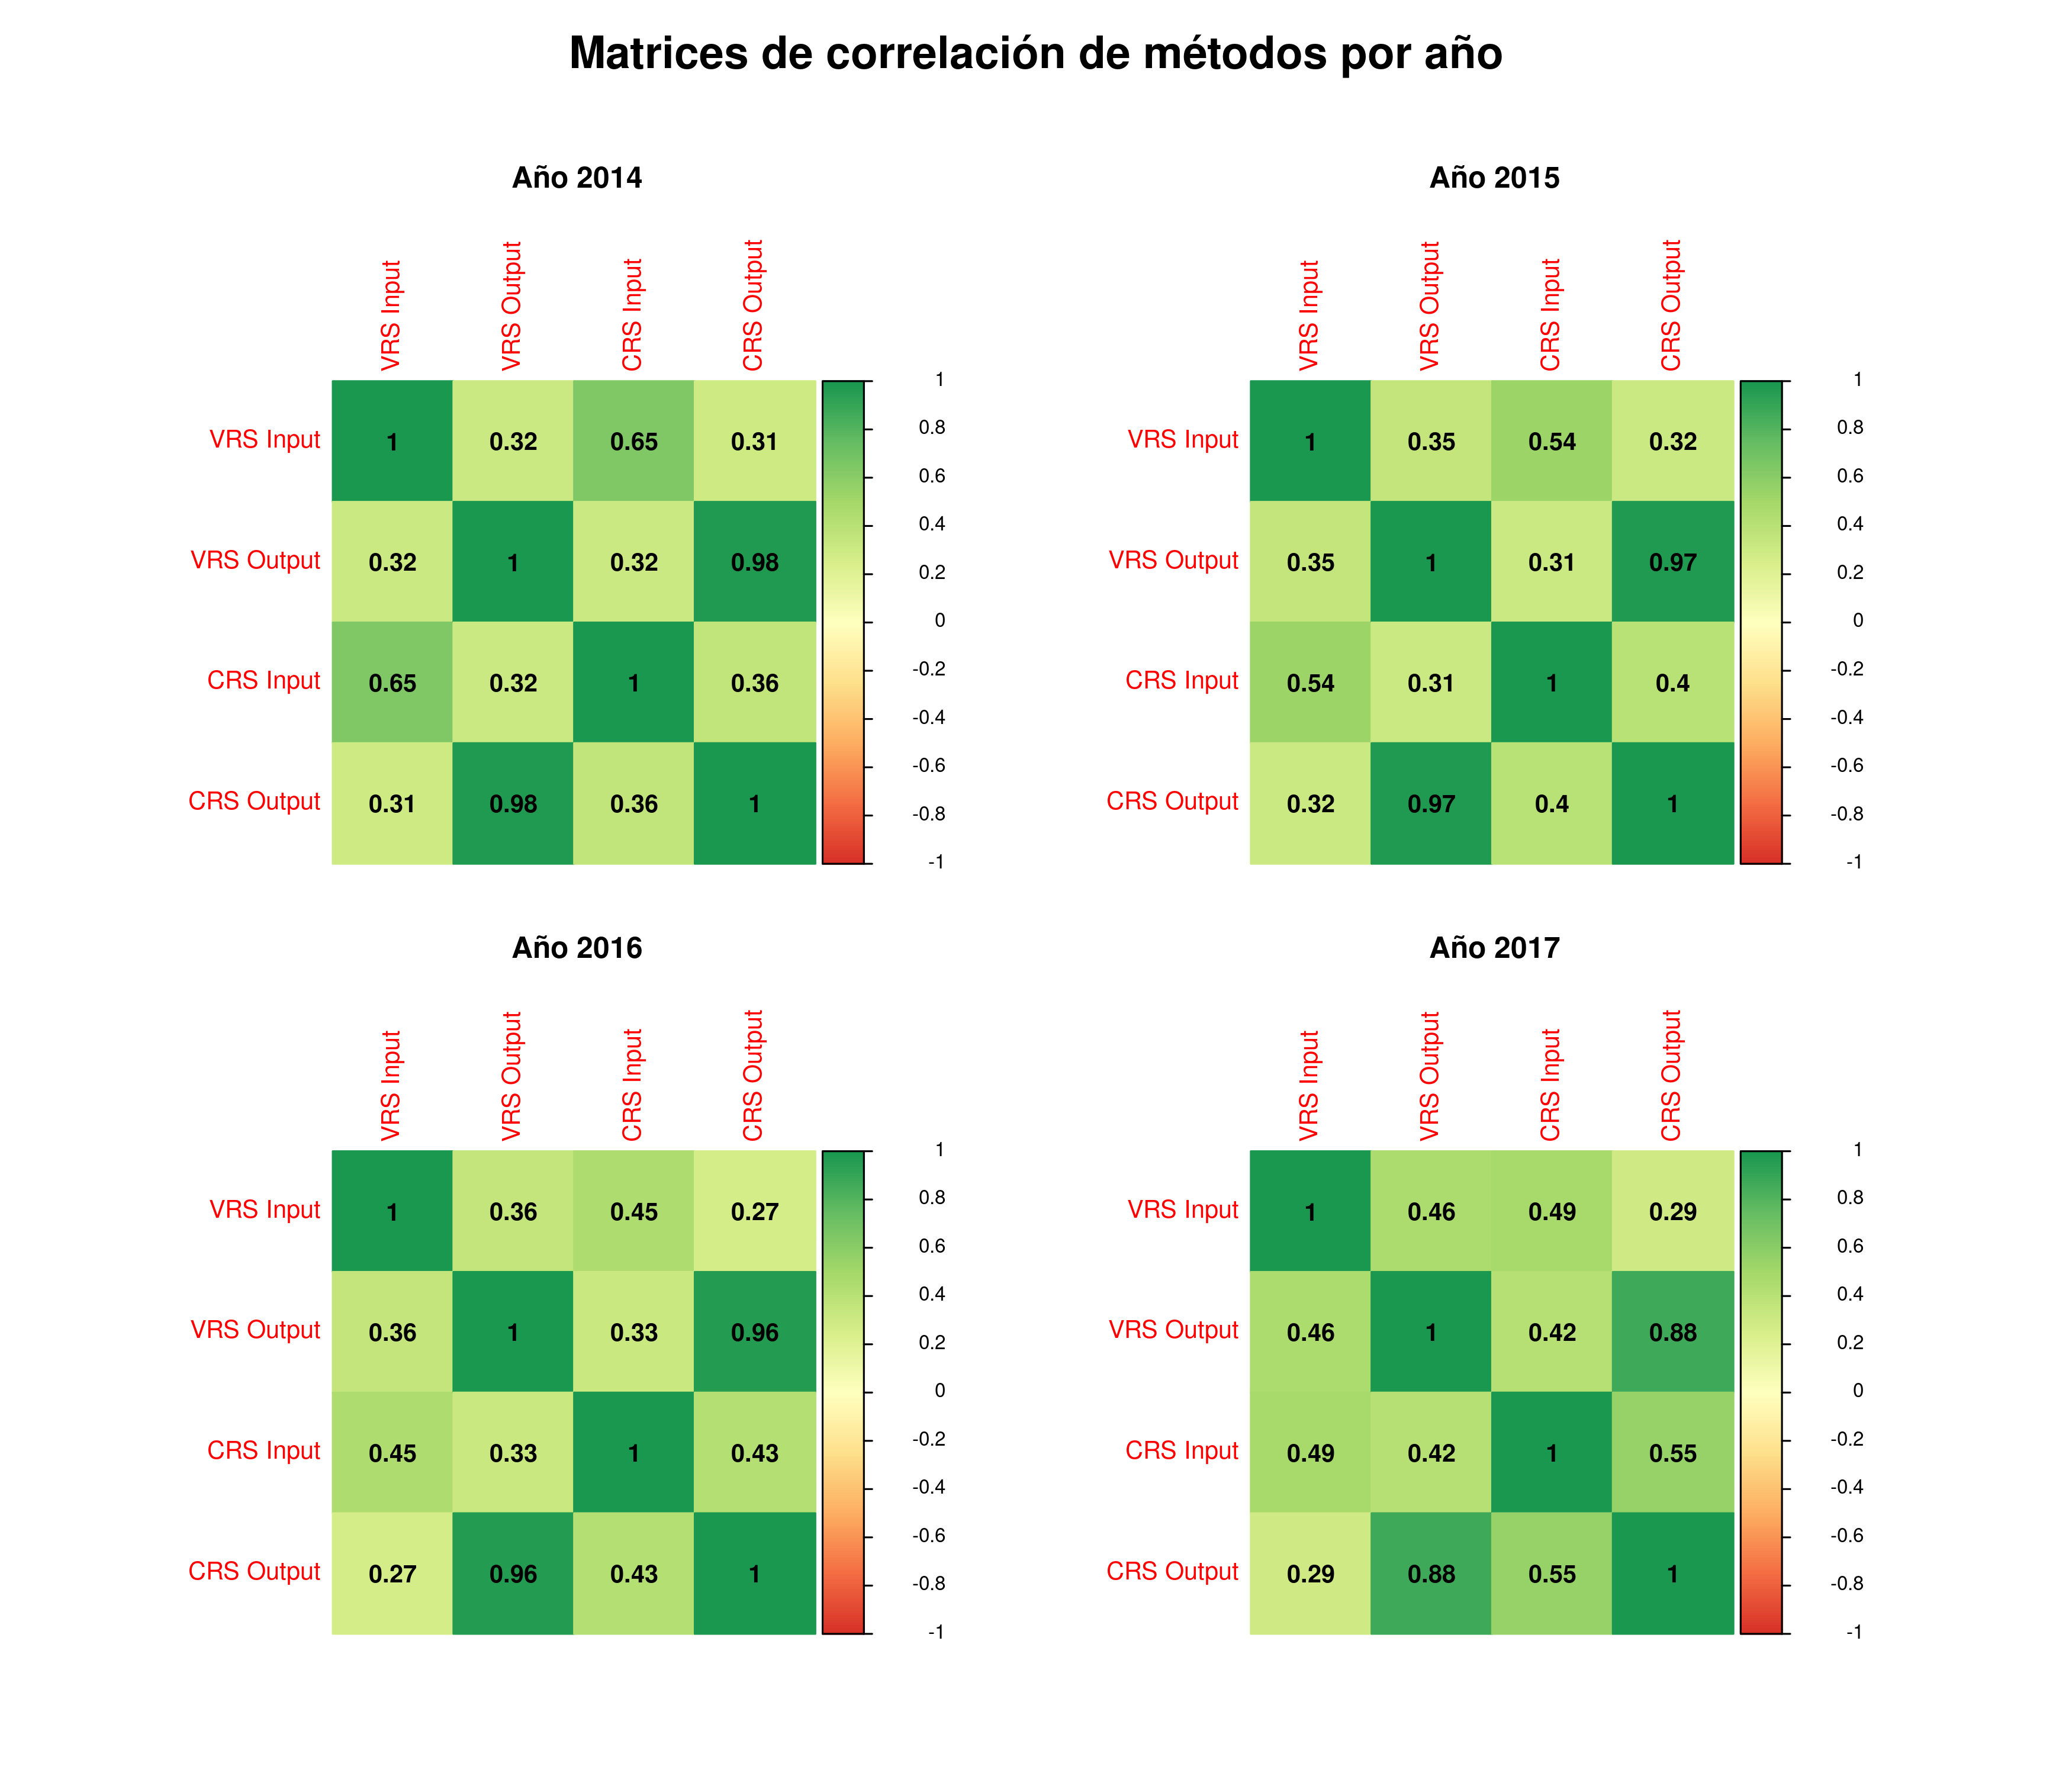 Matrices de correlación de métodos por año
Año 2014
VRS Input
VRS Output
CRS Input
CRS Output
VRS Input 1 0.32 0.65 0.31
VRS Output 0.32 1 0.32 0.98
CRS Input 0.65 0.32 1 0.36
CRS Output 0.31 0.98 0.36 1
1
0.8
0.6
0.4
0.2
0
-0.2
-0.4
-0.6
-0.8
-1
Año 2015
VRS Input
VRS Output
CRS Input
CRS Output
VRS Input 1 0.35 0.54 0.32
VRS Output 0.35 1 0.31 0.97
CRS Input 0.54 0.31 1 0.4
CRS Output 0.32 0.97 0.4 1
1
0.8
0.6
0.4
0.2
0
-0.2
-0.4
-0.6
-0.8
-1
Año 2016
VRS Input
VRS Output
CRS Input
CRS Output
VRS Input 1 0.36 0.45 0.27
VRS Output 0.36 1 0.33 0.96
CRS Input 0.45 0.33 1 0.43
CRS Output 0.27 0.96 0.43 1
1
0.8
0.6
0.4
0.2
0
-0.2
-0.4
-0.6
-0.8
-1
Año 2017
VRS Input
VRS Output
CRS Input
CRS Output
VRS Input 1 0.46 0.49 0.29
VRS Output 0.46 1 0.42 0.88
CRS Input 0.49 0.42 1 0.55
CRS Output 0.29 0.88 0.55 1
1
0.8
0.6
0.4
0.2
0
-0.2
-0.4
-0.6
-0.8
-1